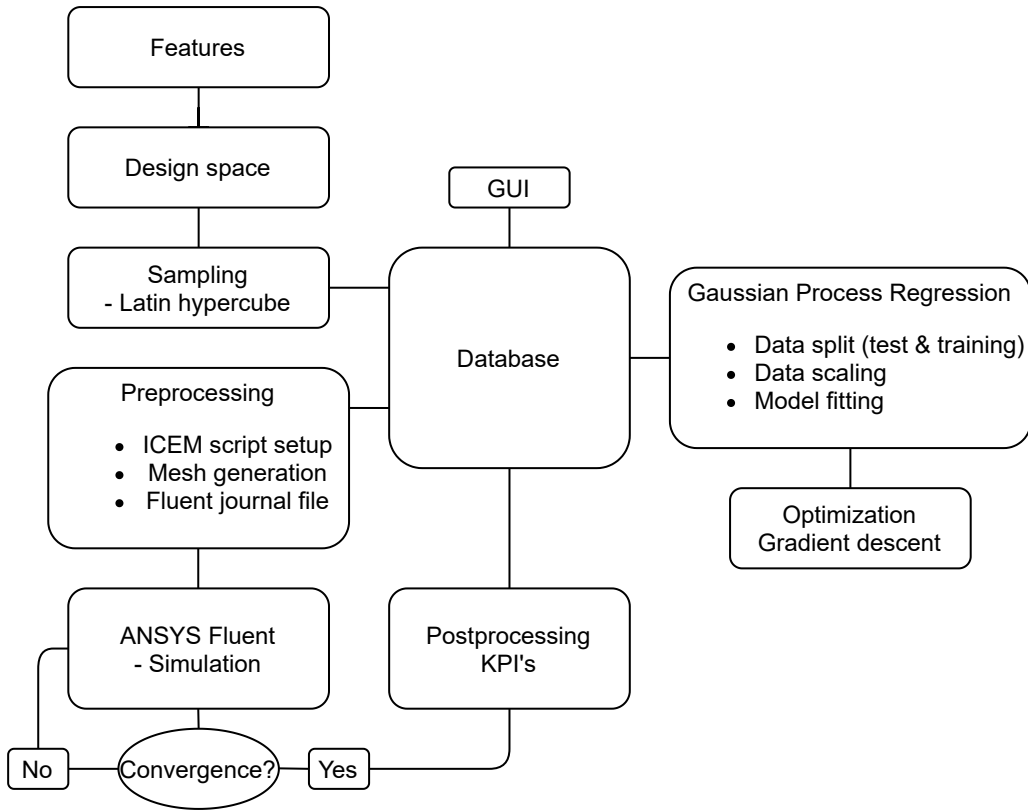 Features
Design space
GUI
Sampling
- Latin hypercube
Database
Gaussian Process Regression
• Data split (test & training)
• Data scaling
• Model fitting
Preprocessing
• ICEM script setup
• Mesh generation
• Fluent journal file
Optimization
Gradient descent
ANSYS Fluent
- Simulation
Postprocessing
KPI's
No
Convergence?
Yes